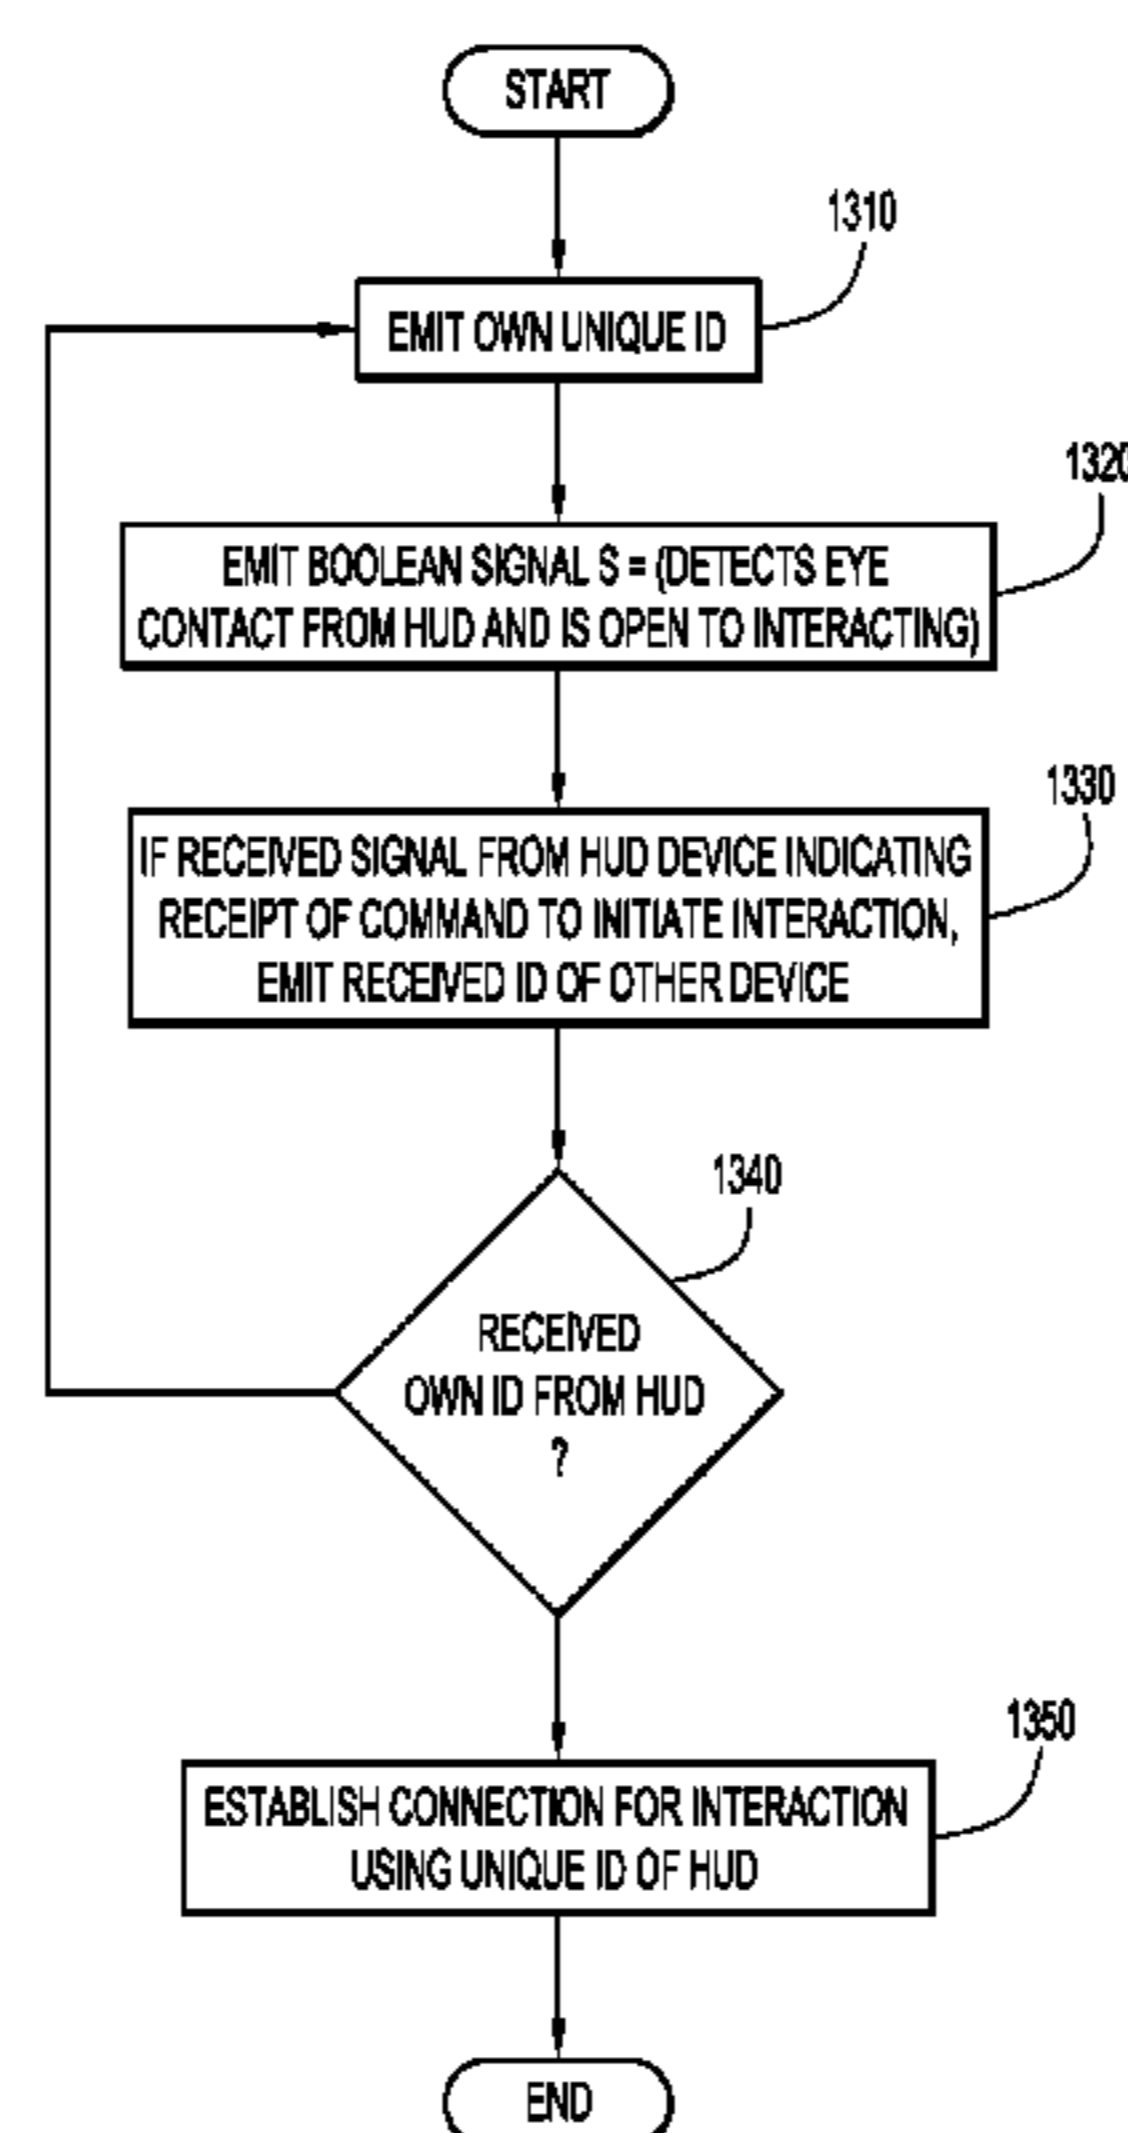 START
1310
EMIT OWN UNIQUE ID
1320
EMIT BOOLEAN SIGNAL S = (DETECTS EYE
CONTACT FROM HUD AND IS OPEN TO INTERACTING)
1330
IF RECEIVED SIGNAL FROM HUD DEVICE INDICATING
RECEIPT OF COMMAND TO INITIATE INTERACTION,
EMIT RECEIVED ID OF OTHER DEVICE
1340
RECEIVED
OWN ID FROM HUD
?
1350
ESTABLISH CONNECTION FOR INTERACTION
USING UNIQUE ID OF HUD
END